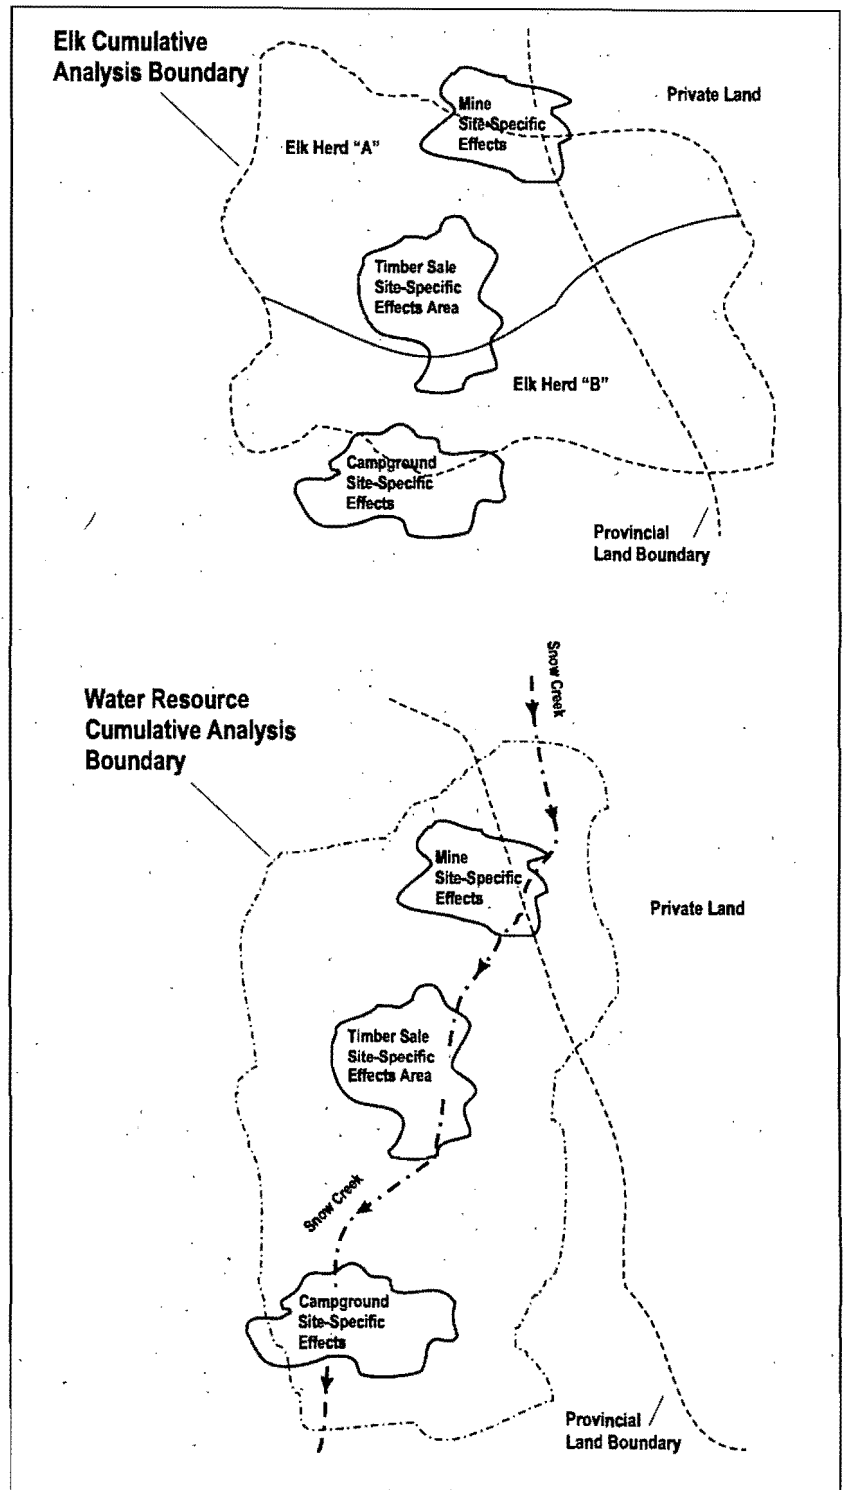 Elk Cumulative
Analysis Boundary
Private Land
Mine
Site-Specific
Effects
Elk Herd "A"
Timber Sale
Site-Specific
Effects Area
Elk Herd "B"
Campground
Site-Specific
Effects
Provincial
Land Boundary
Snow Creek
Water Resource
Cumulative Analysis
Boundary
Mine
Site-Specific
Effects
Private Land
Timber Sale
Site-Specific
Effects Area
Snow Creek
Campground
Site-Specific
Effects
Provincial
Land Boundary